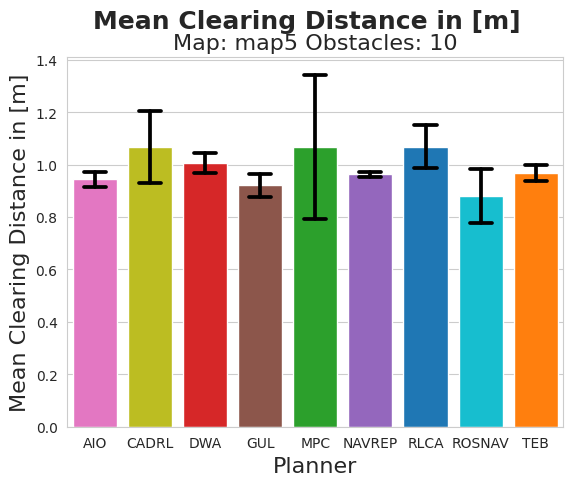 Mean Clearing Distance in [m]
Map: map5 Obstacles: 10
Mean Clearing Distance in [m]
1.4
1.2
1.0
0.8
0.6
0.4
0.2
0.0
AIO CADRL DWA GUL MPC NAVREP RLCA ROSNAV TEB
Planner